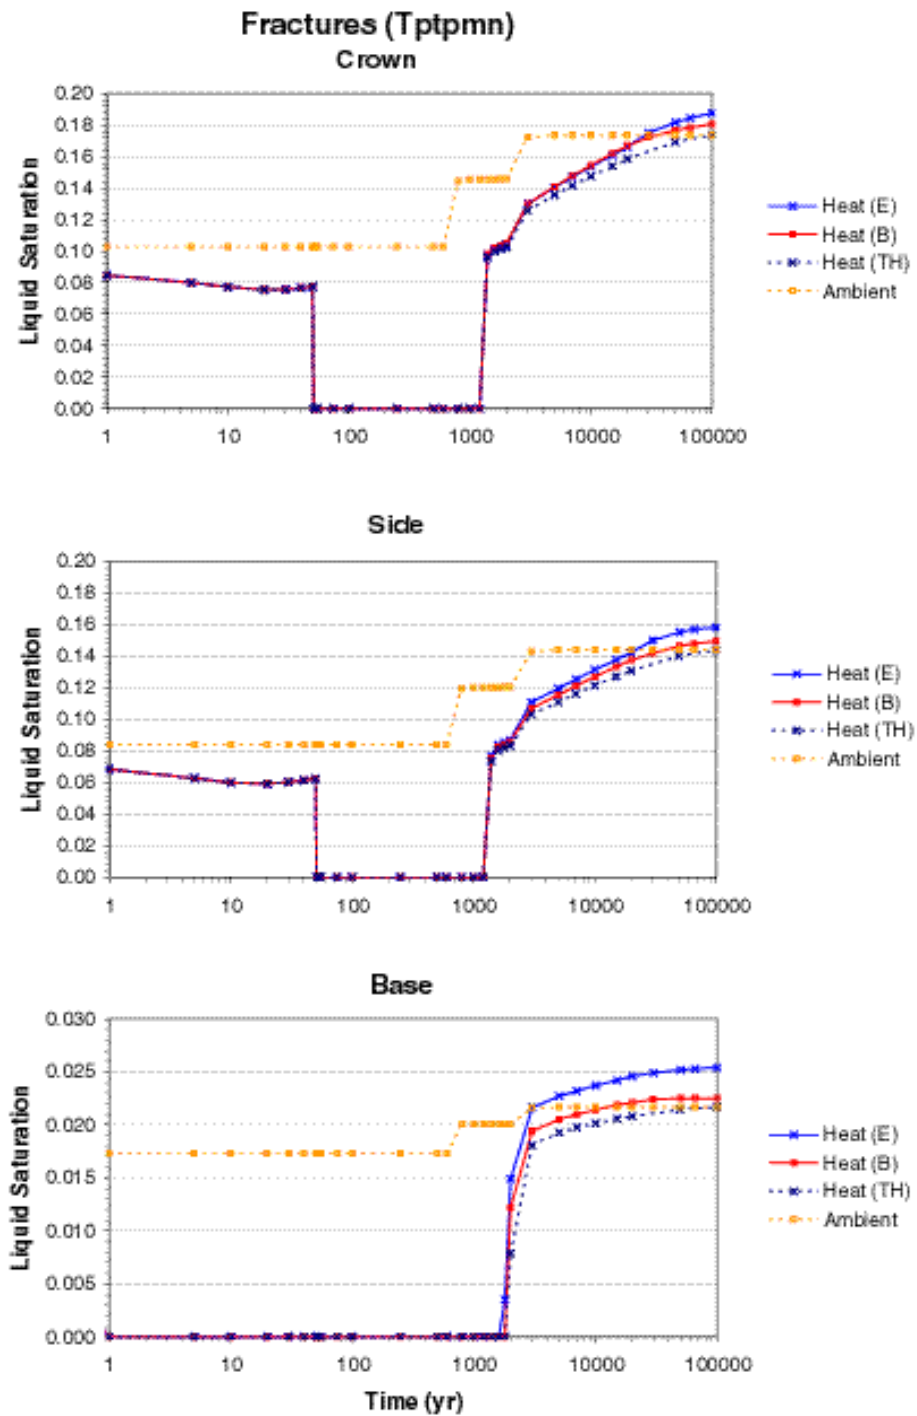 Fractures (Tptpmn)
Crown
Liquid Saturation
0.20
0.18
0.16
0.14
0.12
0.10
0.08
0.06
0.04
0.02
0.00
1 10 100 1000 10000 100000
Heat (E)
Heat (B)
Heat (TH)
Ambient
Side
Liquid Saturation
0.20
0.18
0.16
0.14
0.12
0.10
0.08
0.06
0.04
0.02
0.00
1 10 100 1000 10000 100000
Heat (E)
Heat (B)
Heat (TH)
Ambient
Base
Liquid Saturation
0.030
0.025
0.020
0.015
0.010
0.005
0.000
1 10 100 1000 10000 100000
Time (yr)
Heat (E)
Heat (B)
Heat (TH)
Ambient